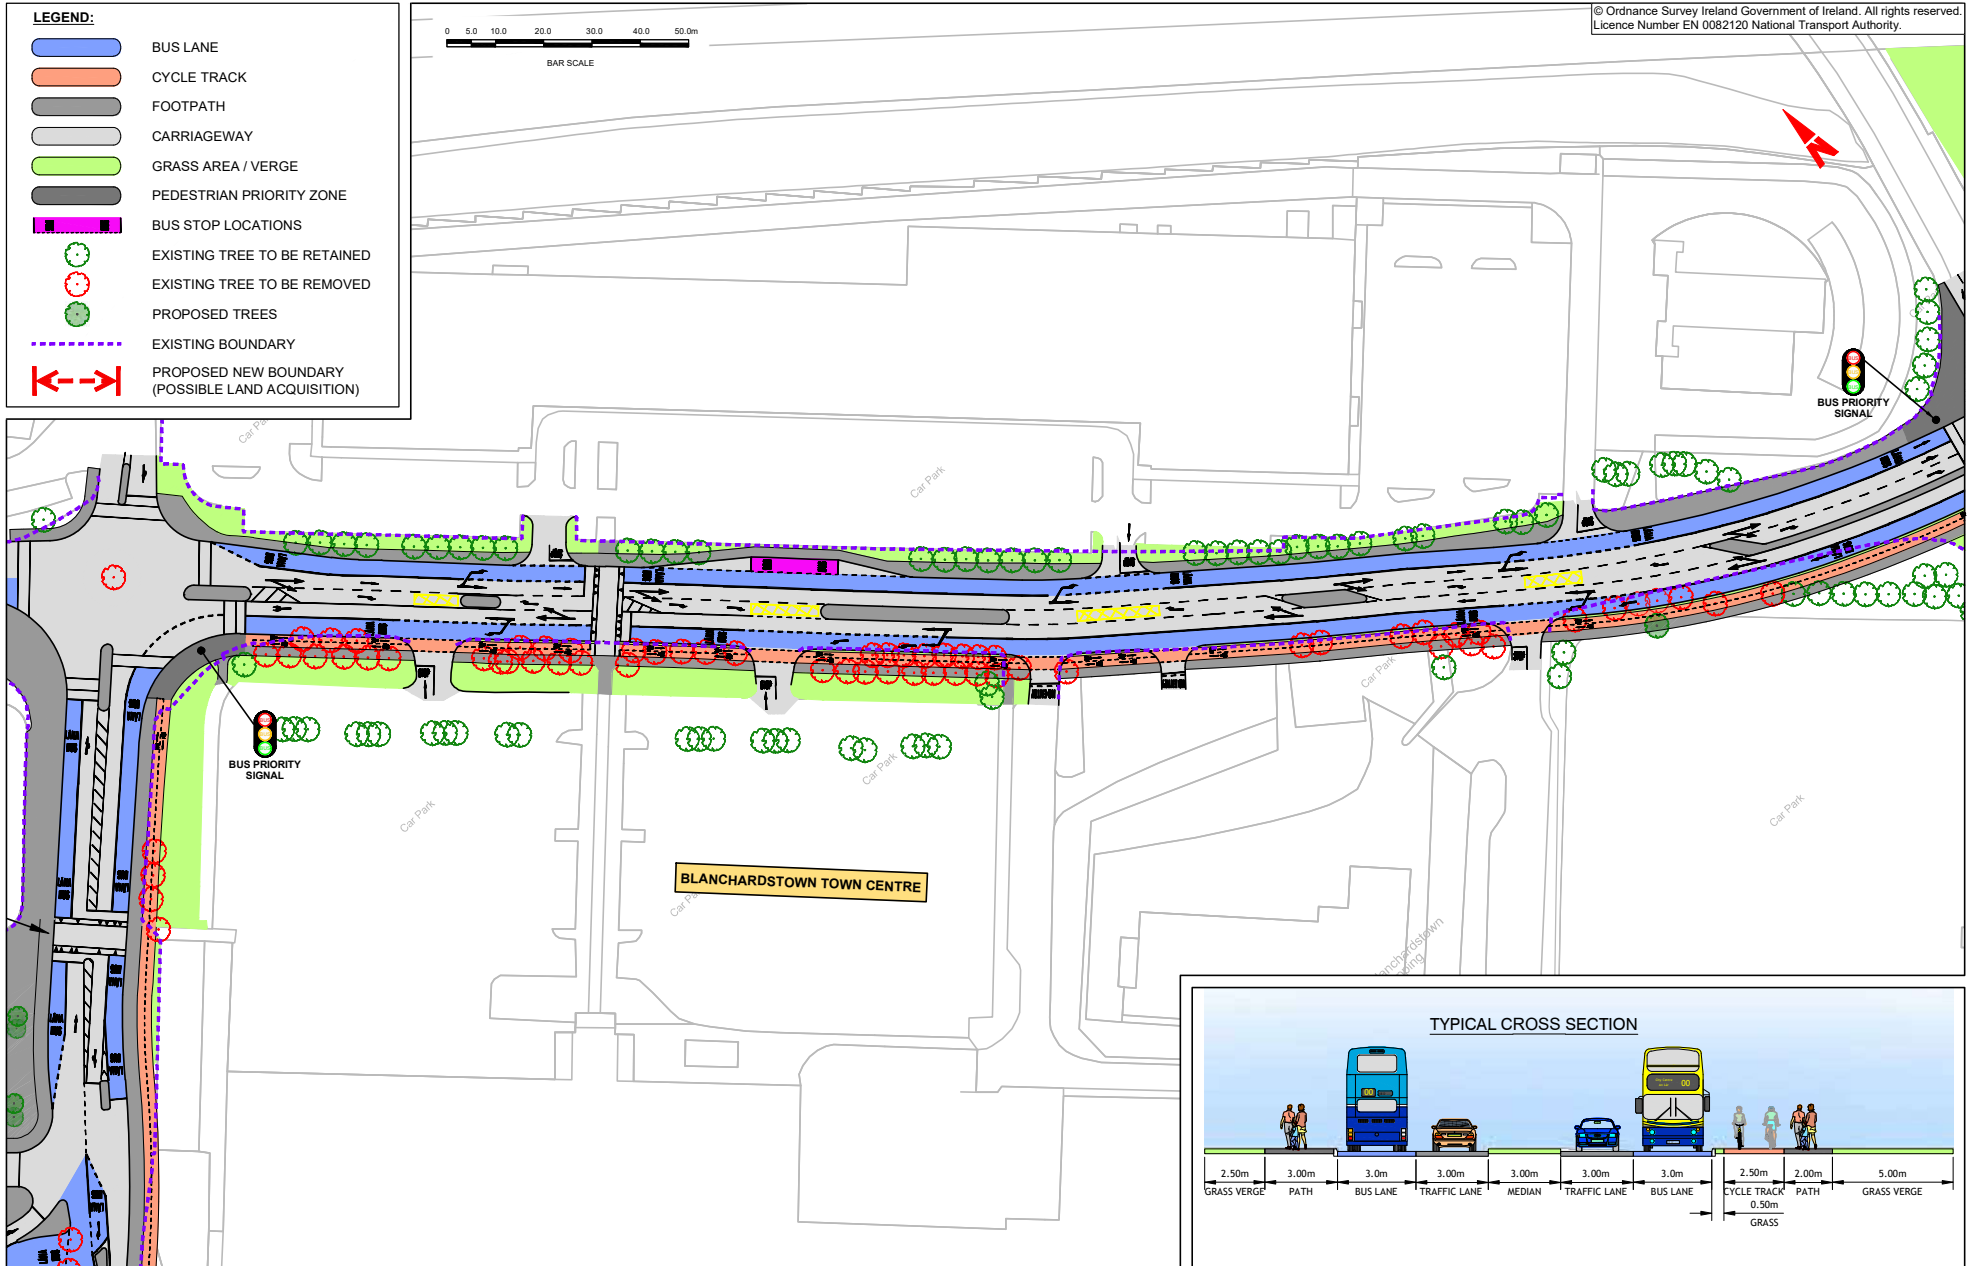 LEGEND:
BUS LANE
CYCLE TRACK
FOOTPATH
CARRIAGEWAY
GRASS AREA / VERGE
PEDESTRIAN PRIORITY ZONE
BUS STOP LOCATIONS
EXISTING TREE TO BE RETAINED
EXISTING TREE TO BE REMOVED
PROPOSED TREES
EXISTING BOUNDARY
PROPOSED NEW BOUNDARY
(POSSIBLE LAND ACQUISITION)
0 5.0 10.0 20.0 30.0 40.0 50.0m
BAR SCALE
© Ordnance Survey Ireland Government of Ireland. All rights reserved.
Licence Number EN 0082120 National Transport Authority.
N
BUS PRIORITY
SIGNAL
Car Park
Car Park
BUS PRIORITY
SIGNAL
Car Park
Car Park
Car Park
Car Park
BLANCHARDSTOWN TOWN CENTRE
TYPICAL CROSS SECTION
00
00
2.50m 3.00m 3.0m 3.00m 3.00m 3.00m 3.0m 2.50m 2.00m 5.00m
GRASS VERGE PATH BUS LANE TRAFFIC LANE MEDIAN TRAFFIC LANE BUS LANE CYCLE TRACK PATH GRASS VERGE
0.50m
GRASS